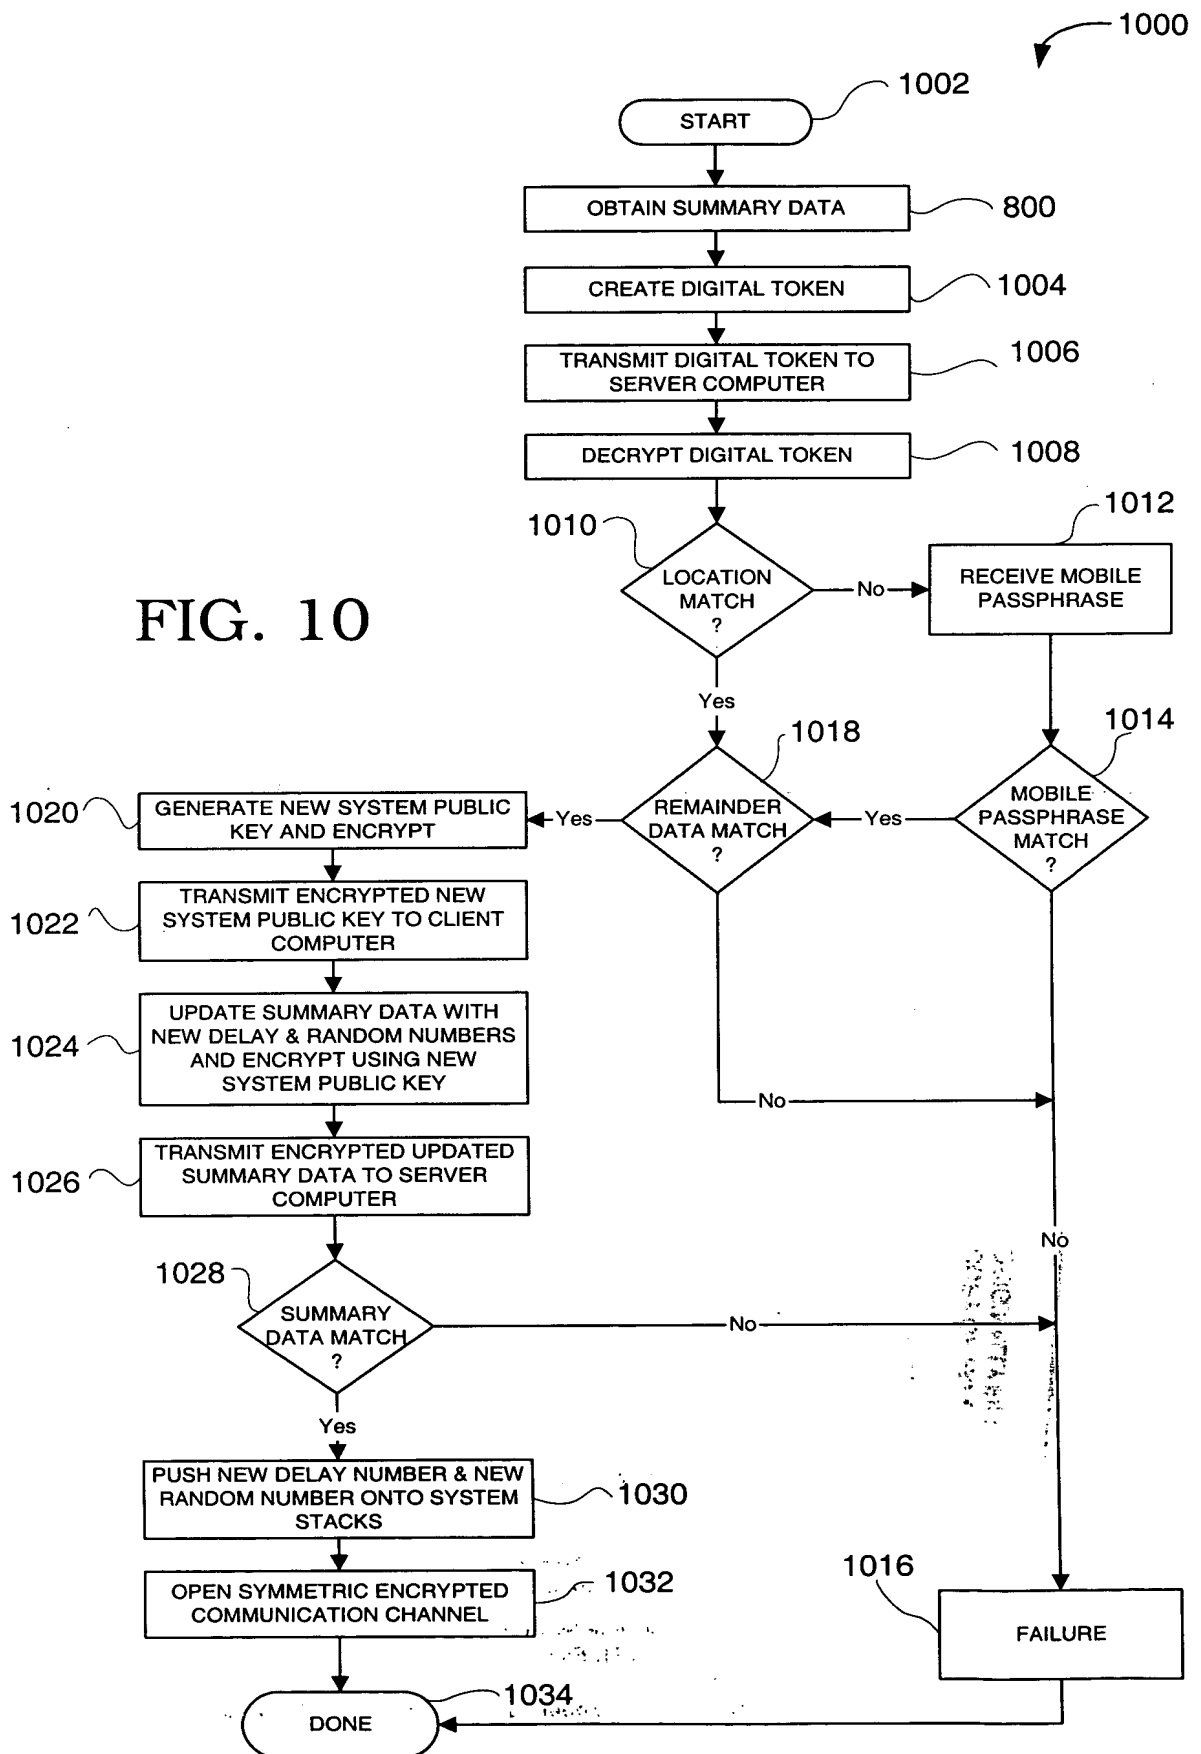 1000
1002
START
OBTAIN SUMMARY DATA
800
CREATE DIGITAL TOKEN
1004
TRANSMIT DIGITAL TOKEN TO
SERVER COMPUTER
1006
DECRYPT DIGITAL TOKEN
1008
1010
LOCATION
MATCH
?
No
1012
RECEIVE MOBILE
PASSPHRASE
FIG. 10
Yes
1018
REMAINDER
DATA MATCH
?
1014
MOBILE
PASSPHRASE
MATCH
?
Yes
Yes
1020
GENERATE NEW SYSTEM PUBLIC
KEY AND ENCRYPT
1022
TRANSMIT ENCRYPTED NEW
SYSTEM PUBLIC KEY TO CLIENT
COMPUTER
1024
UPDATE SUMMARY DATA WITH
NEW DELAY & RANDOM NUMBERS
AND ENCRYPT USING NEW
SYSTEM PUBLIC KEY
No
1026
TRANSMIT ENCRYPTED UPDATED
SUMMARY DATA TO SERVER
COMPUTER
No
1028
SUMMARY
DATA MATCH
?
No
Yes
PUSH NEW DELAY NUMBER & NEW
RANDOM NUMBER ONTO SYSTEM
STACKS
1030
OPEN SYMMETRIC ENCRYPTED
COMMUNICATION CHANNEL
1032
1016
FAILURE
1034
DONE